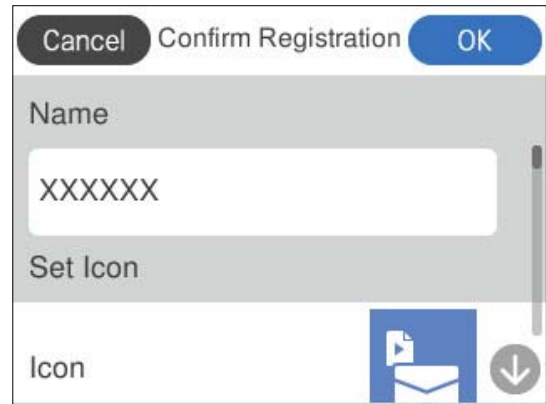 Cancel Confirm Registration OK
Name
XXXXXX
Set Icon
Icon